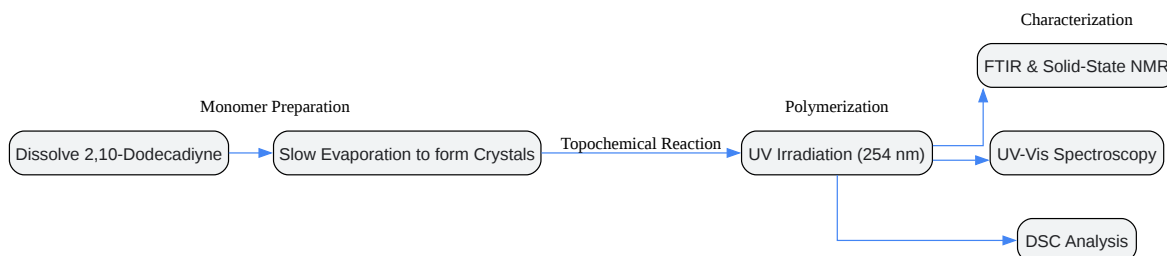 Characterization
FTIR & Solid-State NMR
Monomer Preparation
Polymerization
Dissolve 2,10-Dodecadiyne
Slow Evaporation to form Crystals
Topochemical Reaction
UV Irradiation (254 nm)
UV-Vis Spectroscopy
DSC Analysis